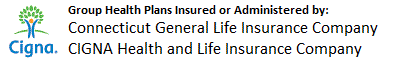 Group Health Plans Insured or Administered by:
Connecticut General Life Insurance Company
CIGNA Health and Life Insurance Company
Cigna.